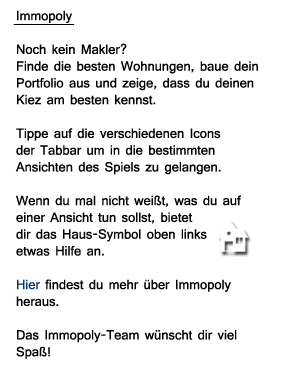 Immopoly
Noch kein Makler?
Finde die besten Wohnungen, baue dein
Portfolio aus und zeige, dass du deinen
Kiez am besten kennst.
Tippe auf die verschiedenen Icons
der Tabbar um in die bestimmten
Ansichten des Spiels zu gelangen.
Wenn du mal nicht weißt, was du auf
einer Ansicht tun sollst, bietet
dir das Haus-Symbol oben links
etwas Hilfe an.
Hier findest du mehr über Immopoly
heraus.
Das Immopoly-Team wünscht dir viel
Spaß!